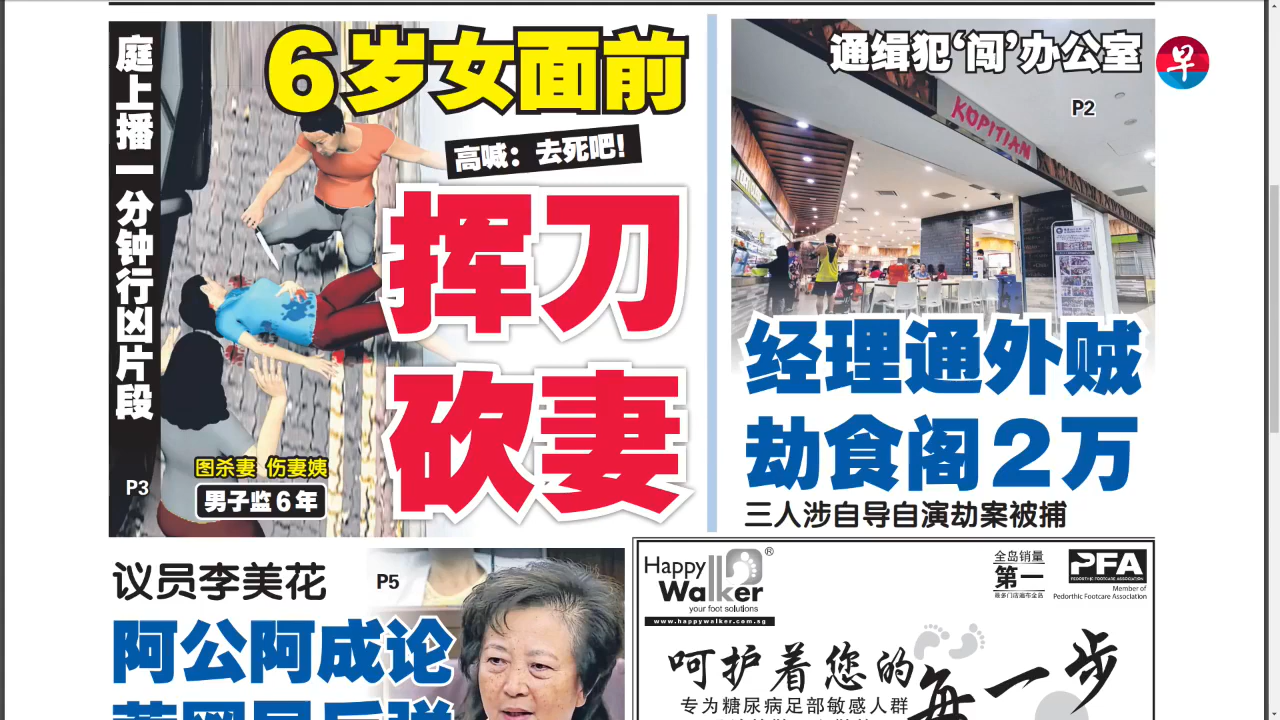 庭上播一分钟行凶片段
6岁女面前
高喊：去死吧！
挥刀
砍妻
图杀妻 伤妻姨
男子监6年
P3
通缉犯‘闯’办公室
早
P2
KOPITIAN
经理通外贼
劫食阁2万
三人涉自导自演劫案被捕
议员李美花
P5
阿公阿成论
Happy
Walker®
your foot solutions
www.happywalker.com.sg
全岛销量
第一
PFA
PEDORTHIC FOOTCARE ASSOCIATION
Member of
Pedorthic Footcare Association
呵护着您的
每一步
专为糖尿病足部敏感人群